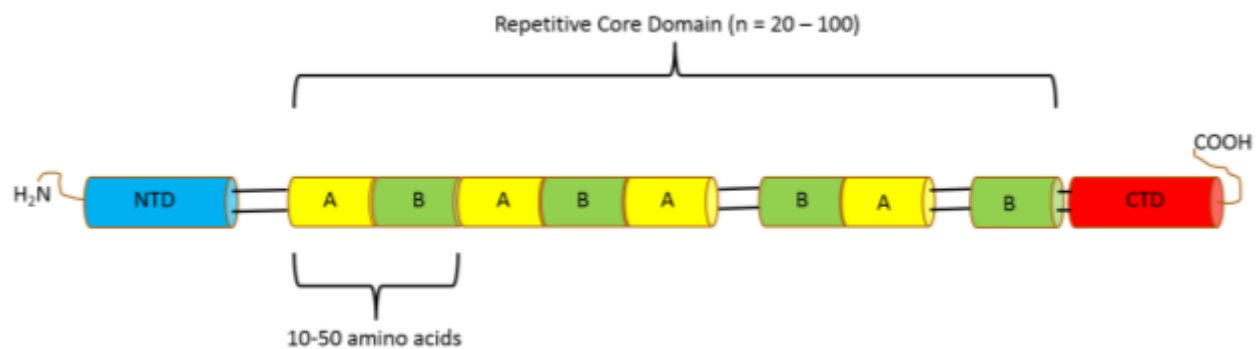 Repetitive Core Domain (n = 20 – 100)
COOH
H₂N
NTD
A
B
A
B
A
B
A
B
CTD
10-50 amino acids